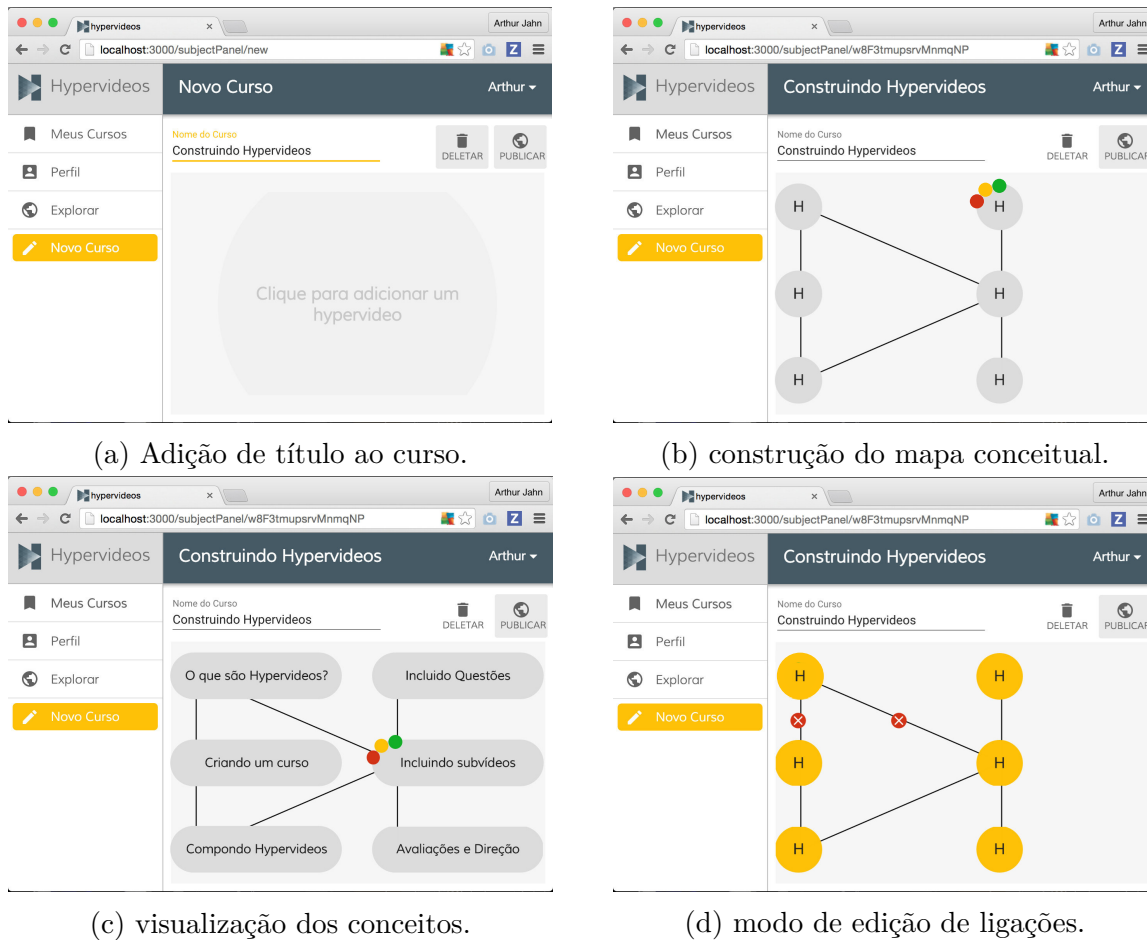 hypervideos
Arthur Jahn
localhost:3000/subjectPanel/new
Hypervideos
Novo Curso
Arthur
Meus Cursos
Perfil
Explorar
Novo Curso
Nome do Curso
Construindo Hypervideos
DELETAR
PUBLICAR
Clique para adicionar um
hypervideo
(a) Adição de título ao curso.
hypervideos
Arthur Jahn
localhost:3000/subjectPanel/w8F3tmupsrvMnmqNP
Hypervideos
Construindo Hypervideos
Arthur
Meus Cursos
Perfil
Explorar
Novo Curso
Nome do Curso
Construindo Hypervideos
DELETAR
PUBLICAR
H
H
H
H
H
H
(b) construção do mapa conceitual.
hypervideos
Arthur Jahn
localhost:3000/subjectPanel/w8F3tmupsrvMnmqNP
Hypervideos
Construindo Hypervideos
Arthur
Meus Cursos
Perfil
Explorar
Novo Curso
Nome do Curso
Construindo Hypervideos
DELETAR
PUBLICAR
O que são Hypervideos?
Incluido Questões
Criando um curso
Incluindo subvídeos
Compondo Hypervideos
Avaliações e Direção
(c) visualização dos conceitos.
hypervideos
Arthur Jahn
localhost:3000/subjectPanel/w8F3tmupsrvMnmqNP
Hypervideos
Construindo Hypervideos
Arthur
Meus Cursos
Perfil
Explorar
Novo Curso
Nome do Curso
Construindo Hypervideos
DELETAR
PUBLICAR
H
H
H
H
H
H
(d) modo de edição de ligações.